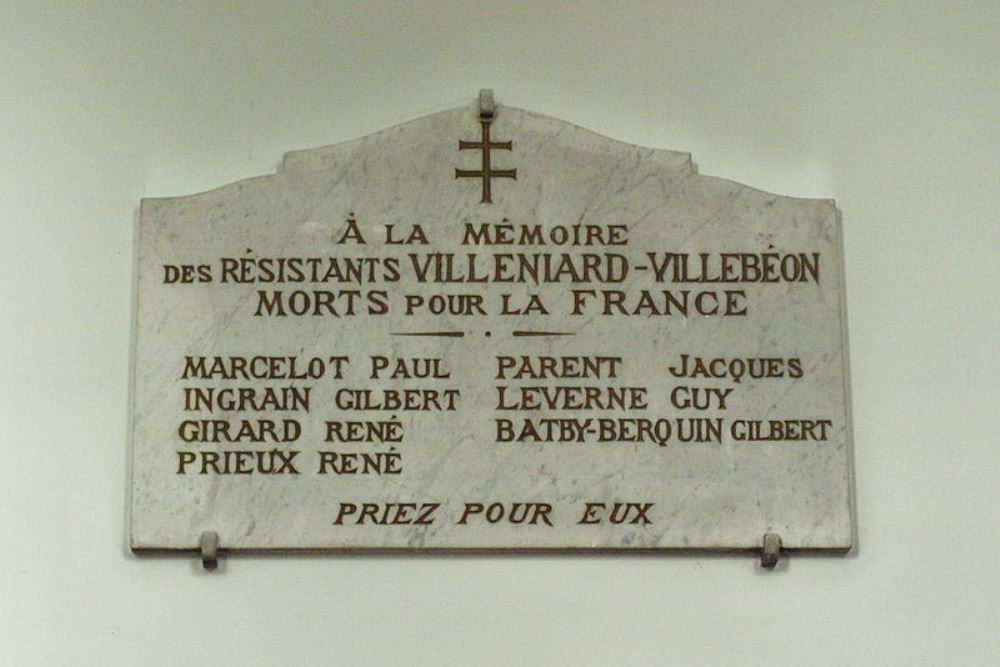 À LA MÉMOIRE
DES RÉSISTANTS VILLENIARD-VILLEBÉON
MORTS POUR LA FRANCE
MARCELOT PAUL
INGRAIN GILBERT
GIRARD RENÉ
PRIEUX RENÉ
PARENT JACQUES
LEVERNE GUY
BATBY-BERQUIN GILBERT
PRIEZ POUR EUX